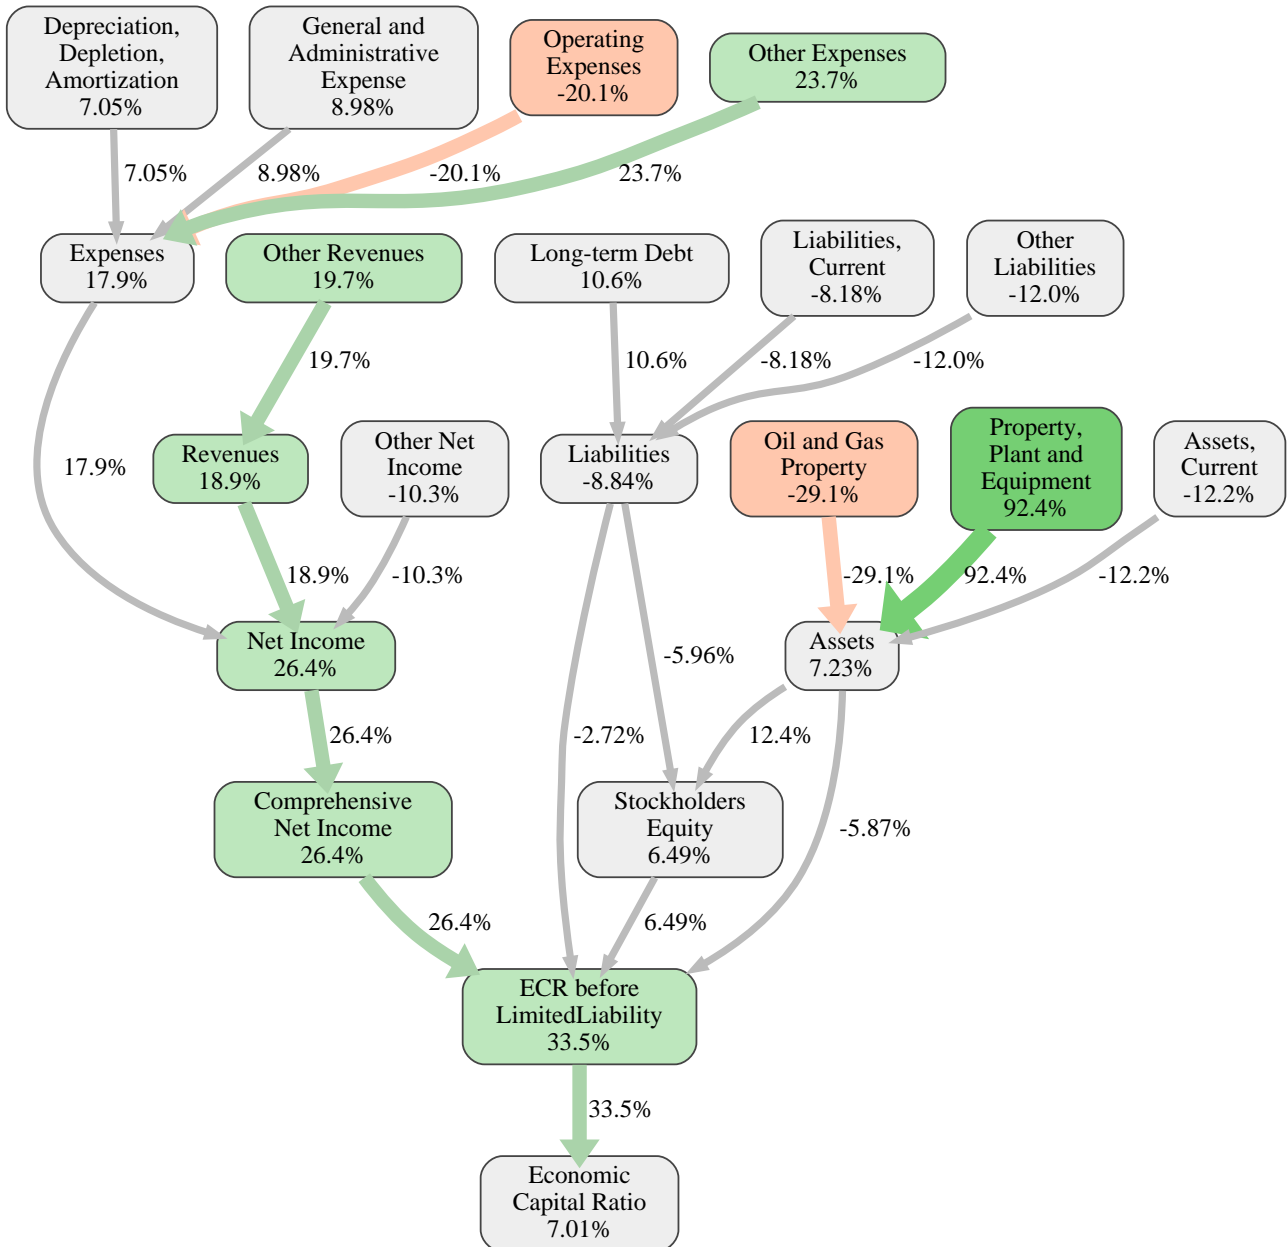 Depreciation,
Depletion,
Amortization
7.05%
General and
Administrative
Expense
8.98%
Operating
Expenses
-20.1%
Other Expenses
23.7%
7.05%
8.98%
-20.1%
23.7%
Expenses
17.9%
Other Revenues
19.7%
Long-term Debt
10.6%
Liabilities,
Current
-8.18%
Other
Liabilities
-12.0%
19.7%
10.6%
-8.18%
-12.0%
17.9%
Revenues
18.9%
Other Net
Income
-10.3%
Liabilities
-8.84%
Oil and Gas
Property
-29.1%
Property,
Plant and
Equipment
92.4%
Assets,
Current
-12.2%
18.9%
-10.3%
-29.1%
92.4%
-12.2%
Net Income
26.4%
-5.96%
Assets
7.23%
26.4%
-2.72%
12.4%
Comprehensive
Net Income
26.4%
Stockholders
Equity
6.49%
-5.87%
26.4%
6.49%
ECR before
LimitedLiability
33.5%
33.5%
Economic
Capital Ratio
7.01%